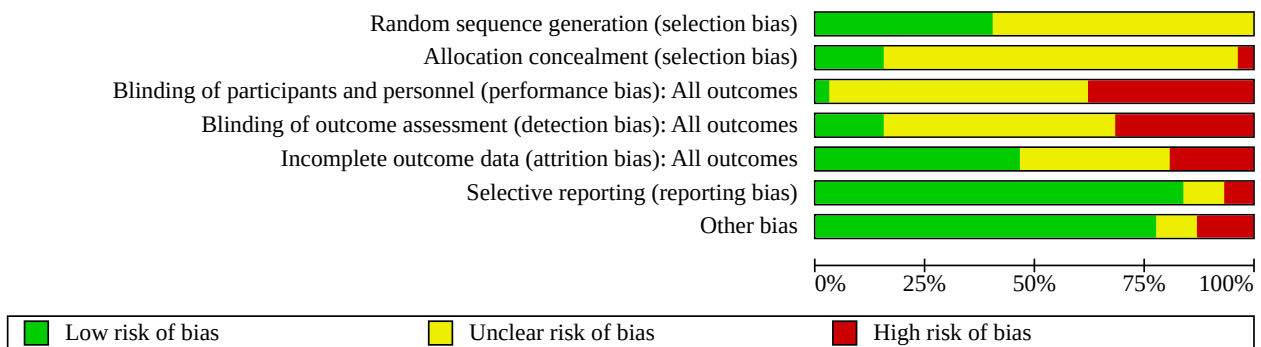 Random sequence generation (selection bias)
Allocation concealment (selection bias)
Blinding of participants and personnel (performance bias): All outcomes
Blinding of outcome assessment (detection bias): All outcomes
Incomplete outcome data (attrition bias): All outcomes
Selective reporting (reporting bias)
Other bias
0% 25% 50% 75% 100%
Low risk of bias Unclear risk of bias High risk of bias